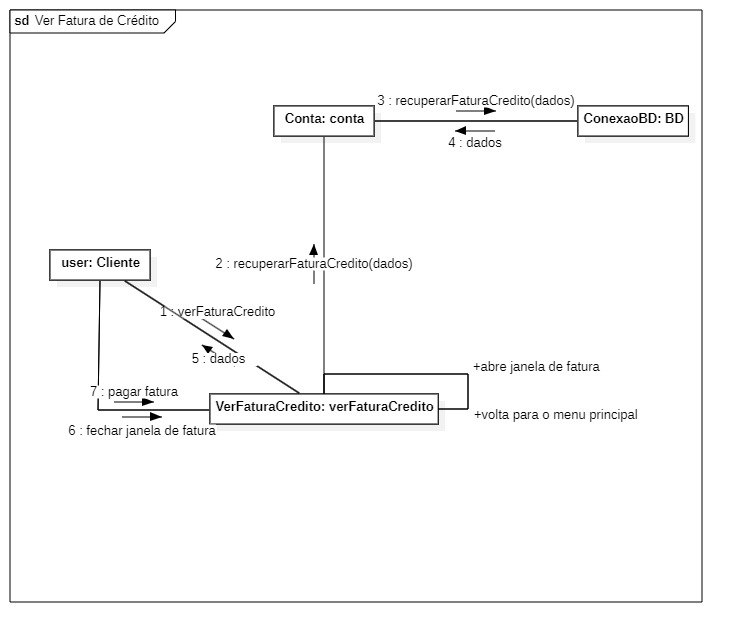 sd Ver Fatura de Crédito
3 : recuperarFaturaCredito(dados)
Conta: conta
ConexaoBD: BD
4 : dados
user: Cliente
2 : recuperarFaturaCredito(dados)
1 : verFaturaCredito
5 : dados
+abre janela de fatura
7 : pagar fatura
VerFaturaCredito: verFaturaCredito
+volta para o menu principal
6 : fechar janela de fatura